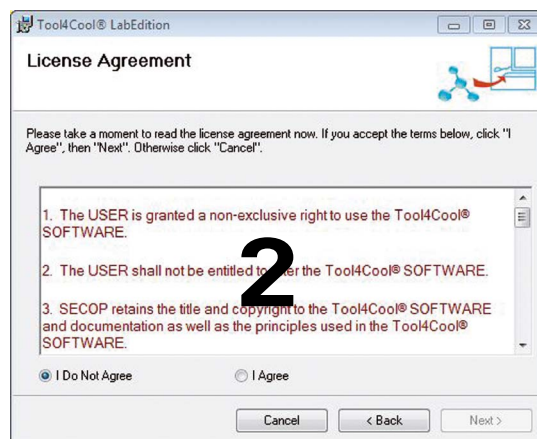 Tool4Cool® LabEdition
License Agreement
Please take a moment to read the license agreement now. If you accept the terms below, click "I
Agree", then "Next". Otherwise click "Cancel".
1. The USER is granted a non-exclusive right to use the Tool4Cool®
SOFTWARE.
2. The USER shall not be entitled to the Tool4Cool® SOFTWARE.
2
3. SECOP retains the title and copyright to the Tool4Cool® SOFTWARE
and documentation as well as the principles used in the Tool4Cool®
SOFTWARE.
I Do Not Agree
I Agree
Cancel
< Back
Next >